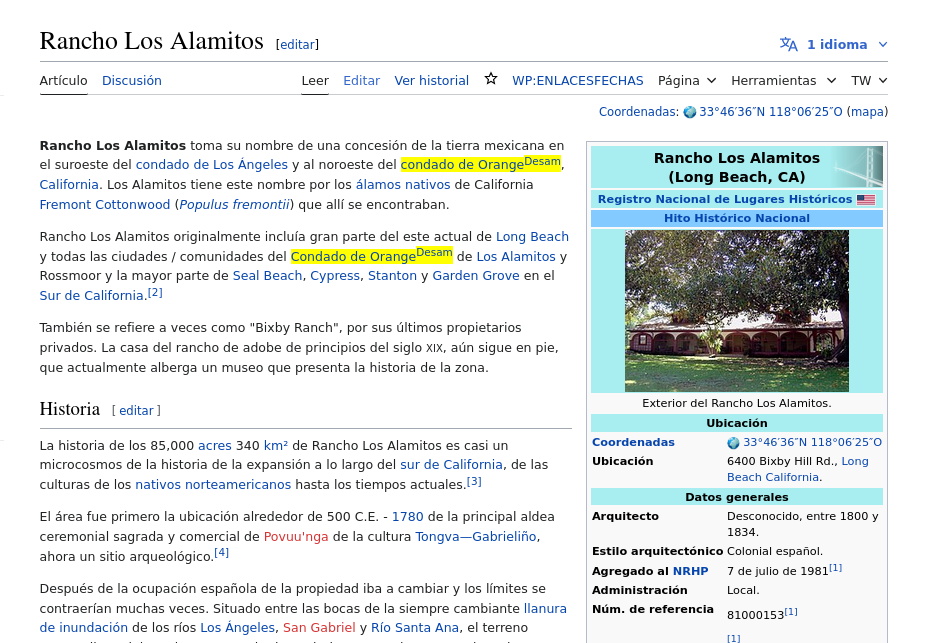 Rancho Los Alamitos [editar]
1 idioma
Artículo Discusión Leer Editar Ver historial WP:ENLACESFECHAS Página Herramientas TW
Coordenadas: 33°46′36″N 118°06′25″O (mapa)
Rancho Los Alamitos toma su nombre de una concesión de la tierra mexicana en
el suroeste del condado de Los Ángeles y al noroeste del condado de OrangeDesam,
California. Los Alamitos tiene este nombre por los álamos nativos de California
Fremont Cottonwood (Populus fremontii) que allí se encontraban.
Rancho Los Alamitos originalmente incluía gran parte del este actual de Long Beach
y todas las ciudades / comunidades del Condado de OrangeDesam de Los Alamitos y
Rossmoor y la mayor parte de Seal Beach, Cypress, Stanton y Garden Grove en el
Sur de California.[2]
También se refiere a veces como "Bixby Ranch", por sus últimos propietarios
privados. La casa del rancho de adobe de principios del siglo XIX, aún sigue en pie,
que actualmente alberga un museo que presenta la historia de la zona.
Historia [ editar ]
La historia de los 85,000 acres 340 km² de Rancho Los Alamitos es casi un
microcosmos de la historia de la expansión a lo largo del sur de California, de las
culturas de los nativos norteamericanos hasta los tiempos actuales.[3]
El área fue primero la ubicación alrededor de 500 C.E. - 1780 de la principal aldea
ceremonial sagrada y comercial de Povuu'nga de la cultura Tongva—Gabrieliño,
ahora un sitio arqueológico.[4]
Después de la ocupación española de la propiedad iba a cambiar y los límites se
contraerían muchas veces. Situado entre las bocas de la siempre cambiante llanura
de inundación de los ríos Los Ángeles, San Gabriel y Río Santa Ana, el terreno
Rancho Los Alamitos
(Long Beach, CA)
Registro Nacional de Lugares Históricos
Hito Histórico Nacional
Exterior del Rancho Los Alamitos.
Ubicación
Coordenadas 33°46′36″N 118°06′25″O
Ubicación 6400 Bixby Hill Rd., Long
Beach California.
Datos generales
Arquitecto Desconocido, entre 1800 y
1834.
Estilo arquitectónico Colonial español.
Agregado al NRHP 7 de julio de 1981[1]
Administración Local.
Núm. de referencia 81000153[1]
[1]